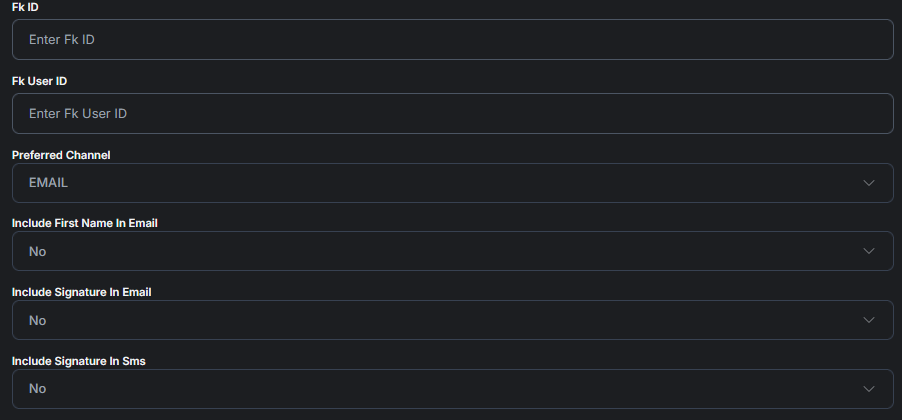 Fk ID
Enter Fk ID
Fk User ID
Enter Fk User ID
Preferred Channel
EMAIL
Include First Name In Email
No
Include Signature In Email
No
Include Signature In Sms
No